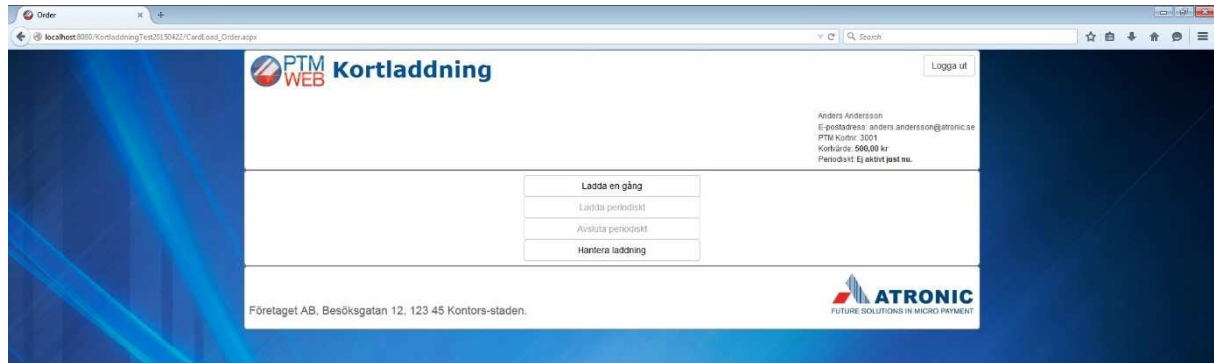 Order
localhost:8080/KortladdningTest20150422/CardLoad_Order.aspx
Search
PTM
WEB
Kortladdning
Logga ut
Anders Andersson
E-postadress: anders.andersson@atronic.se
PTM Kortnr: 3001
Kortvärde: 500,00 kr
Periodiskt: Ej aktivt just nu.
Ladda en gång
Ladda periodiskt
Avsluta periodiskt
Hantera laddning
Företaget AB, Besöksgatan 12, 123 45 Kontors-staden.
ATRONIC
FUTURE SOLUTIONS IN MICRO PAYMENT